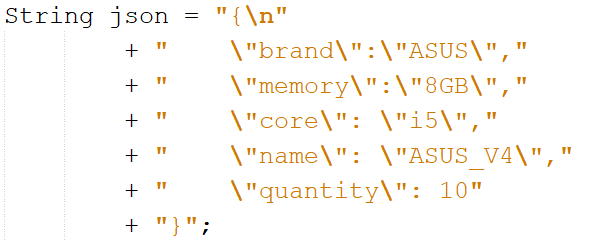 String json = "{\n"
+ "    \"brand\":\"ASUS\","
+ "    \"memory\":\"8GB\","
+ "    \"core\": \"i5\","
+ "    \"name\": \"ASUS_V4\","
+ "    \"quantity\": 10"
+ "}";